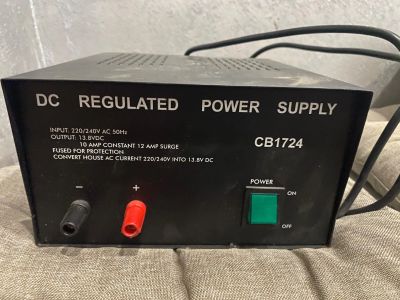 DC REGULATED POWER SUPPLY
INPUT: 220/240V AC 50Hz
OUTPUT: 13.8VDC
10 AMP CONSTANT 12 AMP SURGE
FUSED FOR PROTECTION
CONVERT HOUSE AC CURRENT 220/240V INTO 13.8V DC
CB1724
POWER
ON
OFF
− +